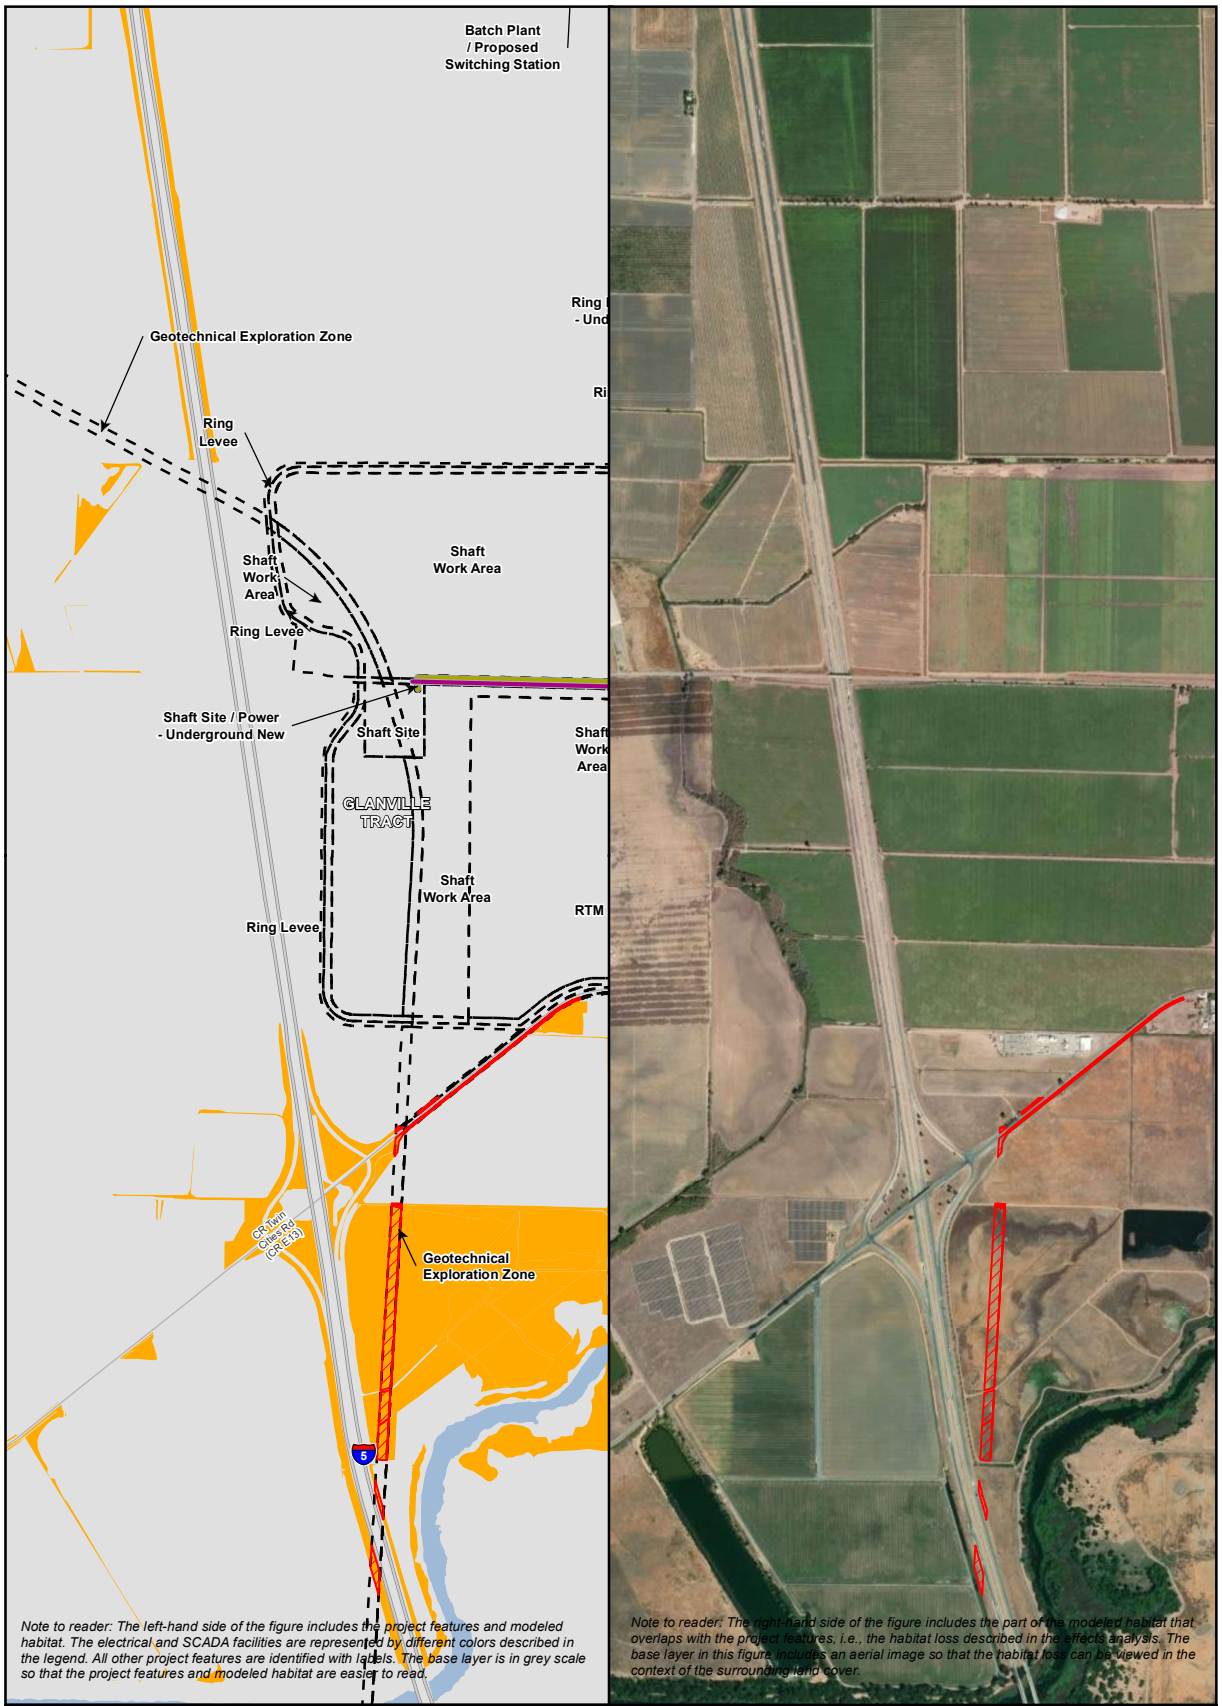 Batch Plant
/ Proposed
Switching Station
Ring
- Und
Geotechnical Exploration Zone
Ri
Ring
Levee
Shaft
Work Area
Shaft
Work
Area
Ring Levee
Shaft Site / Power
- Underground New
Shaft Site
Shaft
Work
Area
GLANVILLE
TRACT
Shaft
Work Area
RTM
Ring Levee
CR Twin
Cities Rd
(CR E13)
Geotechnical
Exploration Zone
5
Note to reader: The left-hand side of the figure includes the project features and modeled
habitat. The electrical and SCADA facilities are represented by different colors described in
the legend. All other project features are identified with labels. The base layer is in grey scale
so that the project features and modeled habitat are easier to read.
Note to reader: The right-hand side of the figure includes the part of the modeled habitat that
overlaps with the project features, i.e., the habitat loss described in the effects analysis. The
base layer in this figure includes an aerial image so that the habitat loss can be viewed in the
context of the surrounding land cover.